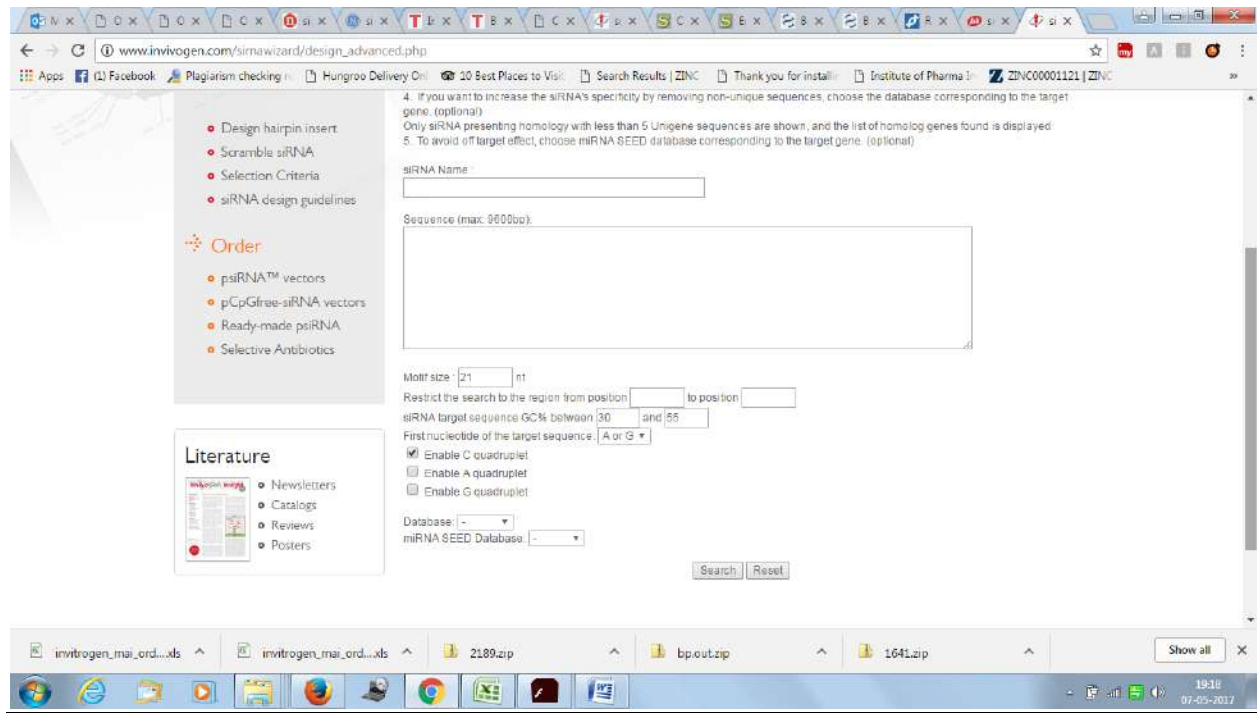 www.invivogen.com/sirnawizard/design_advanced.php
Apps
(1) Facebook
Plagiarism checking
Hungroo Delivery Onl
10 Best Places to Visi
Search Results | ZINC
Thank you for installi
Institute of Pharma I
ZINC00001121 | ZINC
Design hairpin insert
Scramble siRNA
Selection Criteria
siRNA design guidelines
Order
psiRNA™ vectors
pCpGfree-siRNA vectors
Ready-made psiRNA
Selective Antibiotics
Literature
Newsletters
Catalogs
Reviews
Posters
4. If you want to increase the siRNA's specificity by removing non-unique sequences, choose the database corresponding to the target
gene. (optional)
Only siRNA presenting homology with less than 5 Unigene sequences are shown, and the list of homolog genes found is displayed
5. To avoid off target effect, choose miRNA SEED database corresponding to the target gene. (optional)
siRNA Name :
Sequence (max. 9600bp):
Motif size : 21 nt
Restrict the search to the region from position to position
siRNA target sequence GC% between 30 and 55
First nucleotide of the target sequence: A or G
Enable C quadruplet
Enable A quadruplet
Enable G quadruplet
Database: -
miRNA SEED Database: -
Search Reset
invitrogen_mai_ord....xls
invitrogen_mai_ord....xls
2189.zip
bp.out.zip
1641.zip
Show all
19:18
07-05-2017